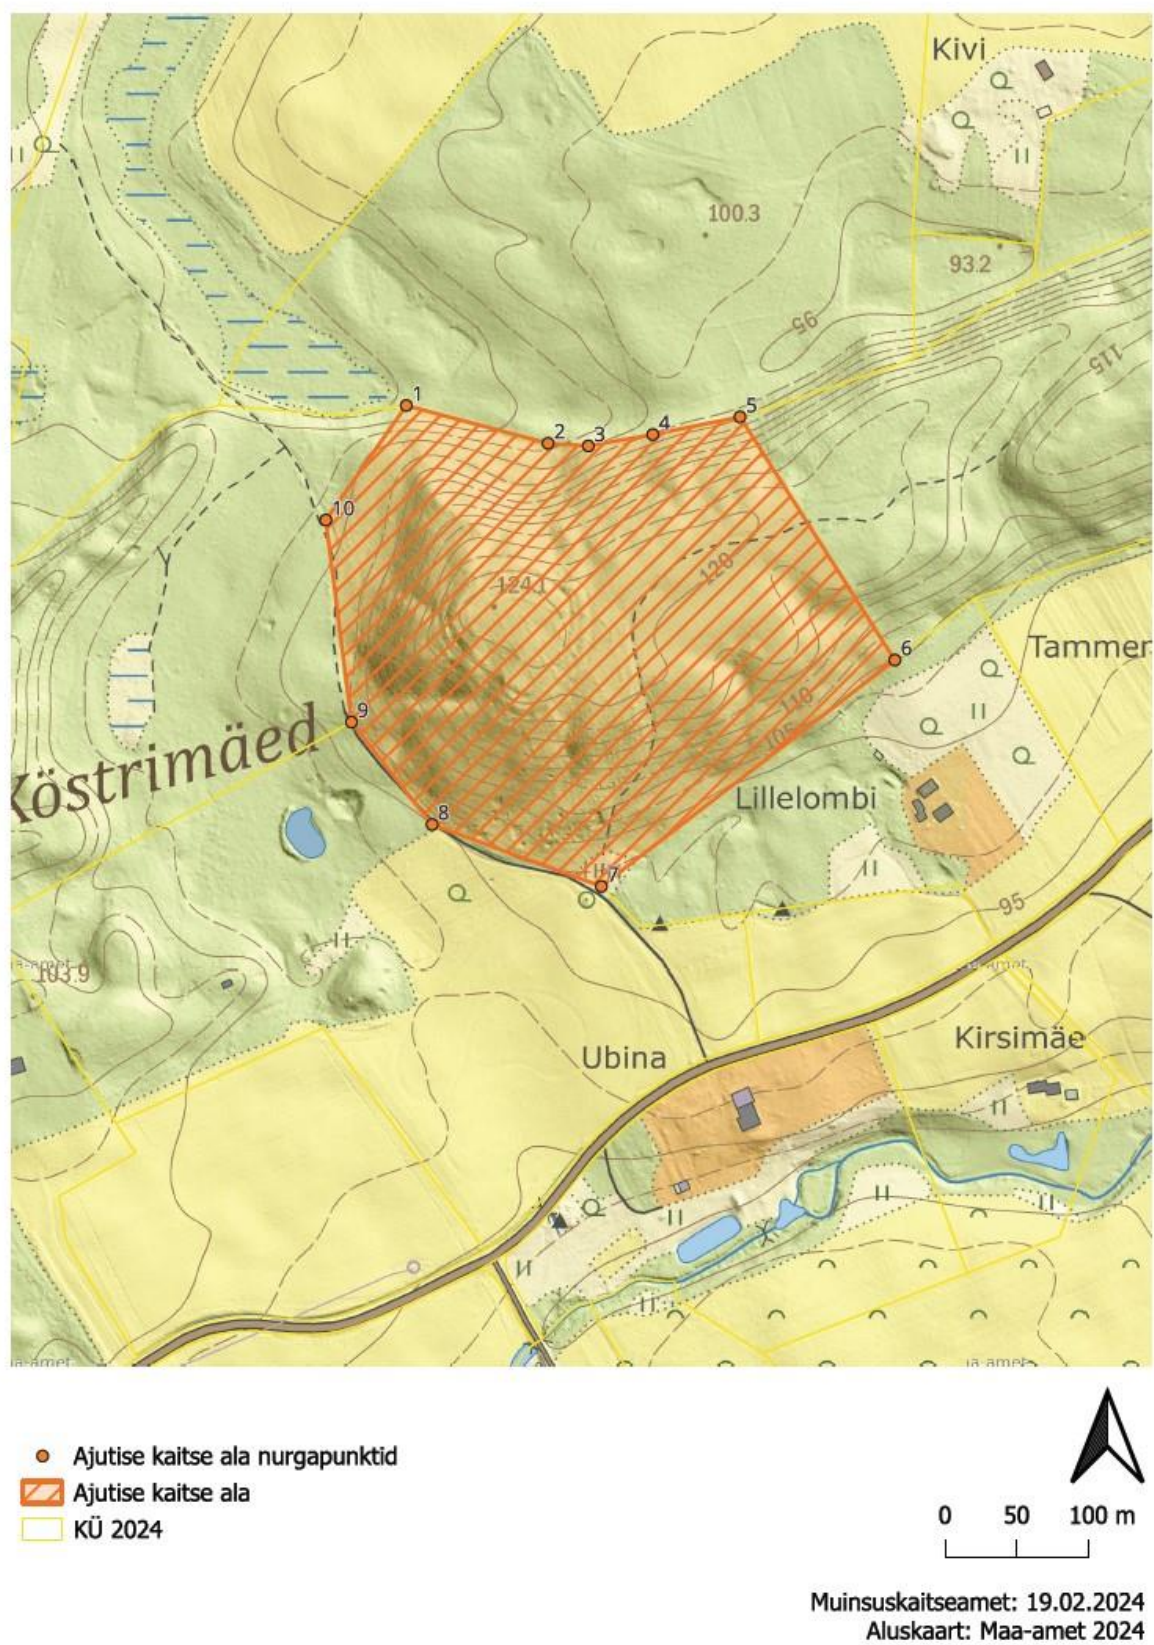 Kivi
100.3
93.2
95
115
1
2
3
4
5
10
124.1
120
6
Tammer
110
105
9
Köstrimäed
8
Lillelombi
7
95
103.9
Ubina
Kirsimäe
Ajutise kaitse ala nurgapunktid
Ajutise kaitse ala
KÜ 2024
0 50 100 m
Muinsuskaitseamet: 19.02.2024
Aluskaart: Maa-amet 2024